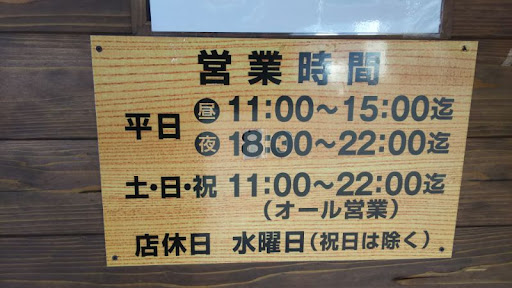 営業時間
平日 昼 11:00～15:00迄
夜 18:00～22:00迄
土・日・祝 11:00～22:00迄
(オール営業)
店休日 水曜日(祝日は除く)